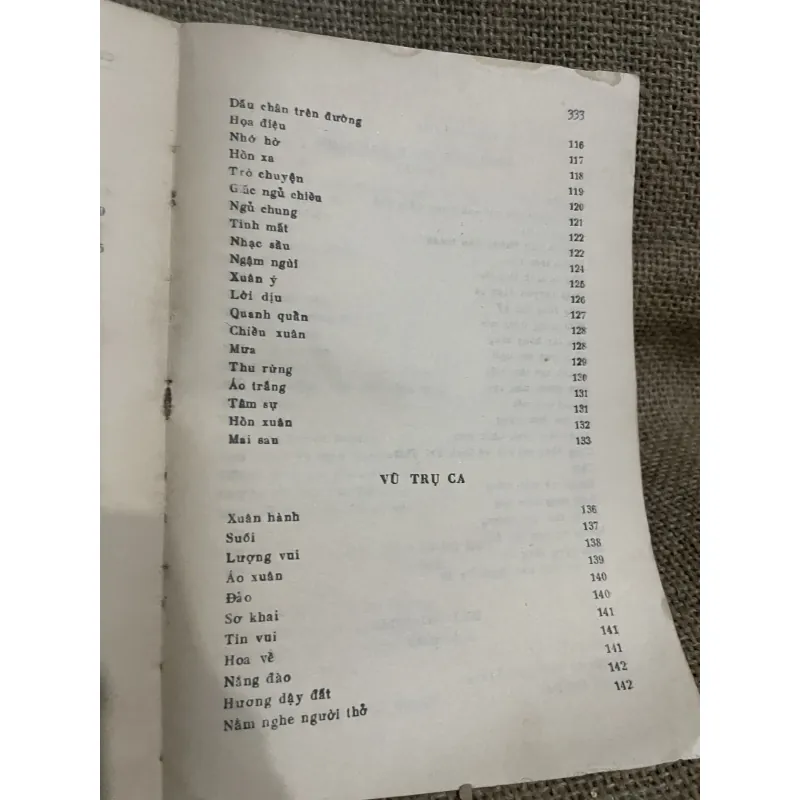 333
Dấu chân trên đường 116
Họa điệu 117
Nhớ hờ 118
Hồn xa 119
Trò chuyện 120
Giấc ngủ chiều 121
Ngủ chung 122
Tình mất 122
Nhạc sầu 124
Ngậm ngùi 125
Xuân ý 126
Lời dịu 127
Quanh quẩn 128
Chiều xuân 128
Mưa 129
Thu rừng 130
Áo trắng 131
Tâm sự 131
Hồn xuân 132
Mai sau 133
VŨ TRỤ CA
Xuân hành 136
Suối 137
Lượng vui 138
Áo xuân 139
Đào 140
Sơ khai 140
Tin vui 141
Hoa về 141
Nắng đào 141
Hương dậy đất 142
Nằm nghe người thở 142